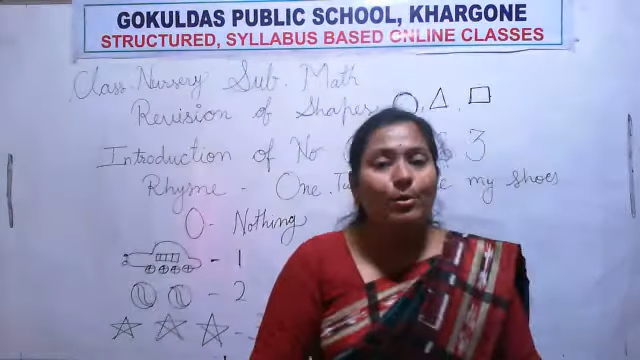 GOKULDAS PUBLIC SCHOOL, KHARGONE
STRUCTURED, SYLLABUS BASED ONLINE CLASSES
Class. Nursery Sub. Math
Revision of Shapes
Introduction of No 3
Rhyme - One my shoes
0 - Nothing
- 1
- 2